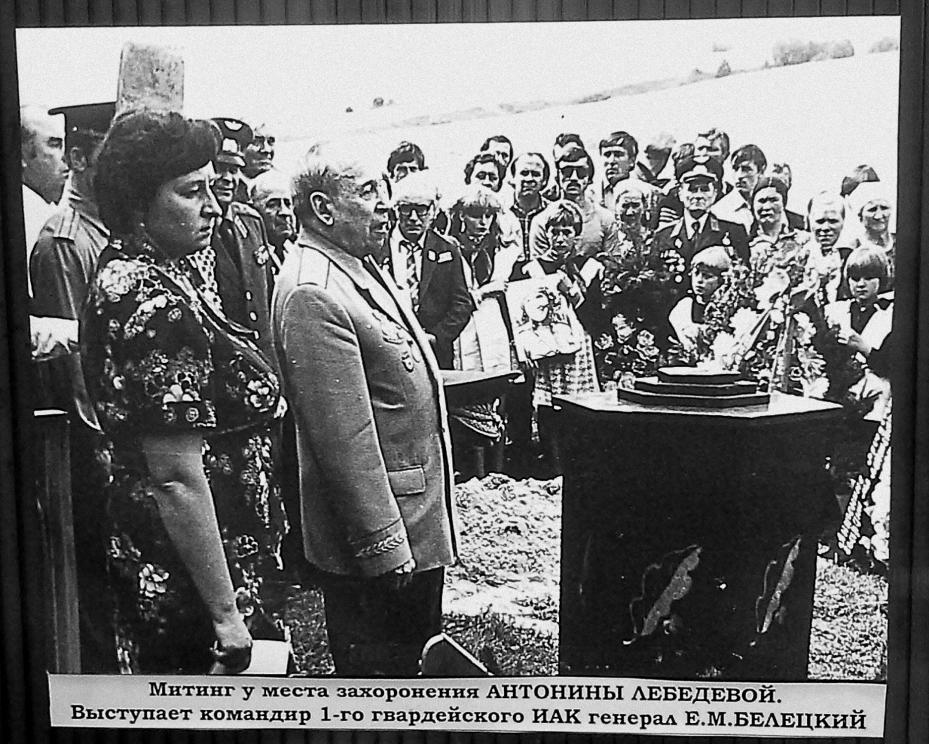 Митинг у места захоронения АНТОНИНЫ ЛЕБЕДЕВОЙ.
Выступает командир 1-го гвардейского ИАК генерал Е.М.БЕЛЕЦКИЙ